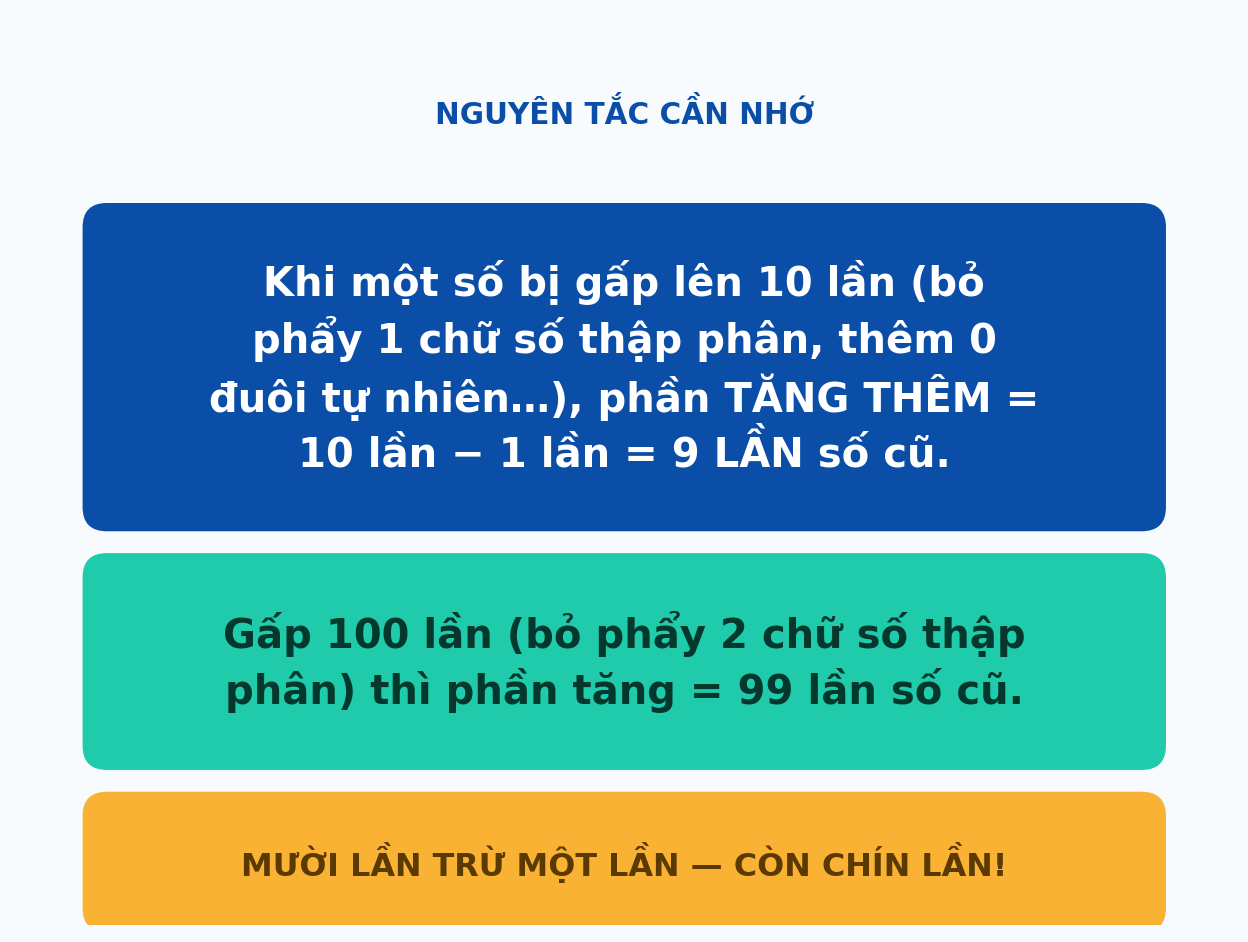 NGUYÊN TẮC CẦN NHỚ
Khi một số bị gấp lên 10 lần (bỏ
phẩy 1 chữ số thập phân, thêm 0
đuôi tự nhiên…), phần TĂNG THÊM =
10 lần − 1 lần = 9 LẦN số cũ.
Gấp 100 lần (bỏ phẩy 2 chữ số thập
phân) thì phần tăng = 99 lần số cũ.
MƯỜI LẦN TRỪ MỘT LẦN — CÒN CHÍN LẦN!